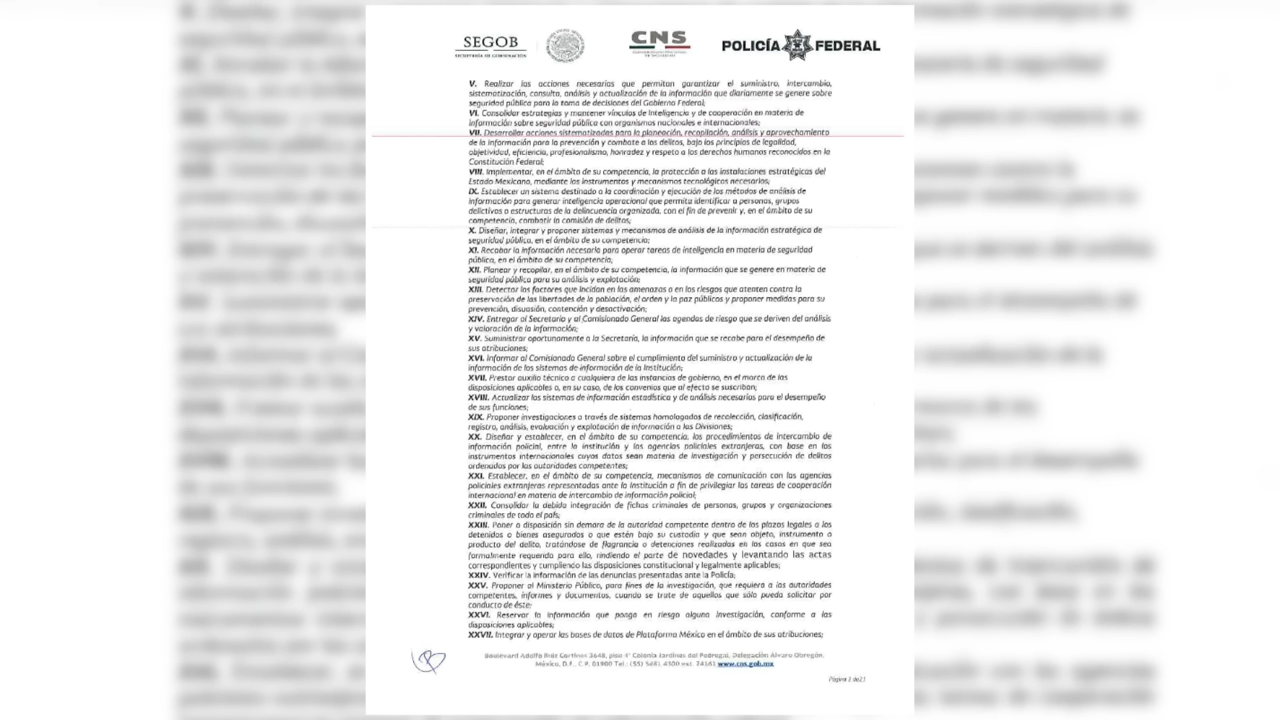 SEGOB
SECRETARÍA DE GOBERNACIÓN
CNS
POLICÍA FEDERAL
V. Realizar las acciones necesarias que permitan garantizar el suministro, intercambio,
sistematización, consulta, análisis y actualización de la información que diariamente se genere sobre
seguridad pública para la toma de decisiones del Gobierno Federal;
VI. Consolidar estrategias y mantener vínculos de inteligencia y de cooperación en materia de
información sobre seguridad pública con organismos nacionales e internacionales;
VII. Desarrollar acciones sistematizadas para la planeación, recopilación, análisis y aprovechamiento
de la información para la prevención y combate a los delitos, bajo los principios de legalidad,
objetividad, eficiencia, profesionalismo, honradez y respeto a los derechos humanos reconocidos en la
Constitución Federal;
VIII. Implementar, en el ámbito de su competencia, la protección a las instalaciones estratégicas del
Estado Mexicano, mediante los instrumentos y mecanismos tecnológicos necesarios;
IX. Establecer un sistema destinado a la coordinación y ejecución de los métodos de análisis de
información para generar inteligencia operacional que permita identificar a personas, grupos
delictivos o estructuras de la delincuencia organizada, con el fin de prevenir y, en el ámbito de su
competencia, combatir la comisión de delitos;
X. Diseñar, integrar y proponer sistemas y mecanismos de análisis de la información estratégica de
seguridad pública, en el ámbito de su competencia;
XI. Recabar la información necesaria para operar tareas de inteligencia en materia de seguridad
pública, en el ámbito de su competencia;
XII. Planear y recopilar, en el ámbito de su competencia, la información que se genere en materia de
seguridad pública para su análisis y explotación;
XIII. Detectar los factores que incidan en las amenazas o en los riesgos que atenten contra la
preservación de las libertades de la población, el orden y la paz públicos y proponer medidas para su
prevención, disuasión, contención y desactivación;
XIV. Entregar al Secretario y al Comisionado General las agendas de riesgo que se deriven del análisis
y valoración de la información;
XV. Suministrar oportunamente a la Secretaría, la información que se recabe para el desempeño de
sus atribuciones;
XVI. Informar al Comisionado General sobre el cumplimiento del suministro y actualización de la
información de los sistemas de información de la Institución;
XVII. Prestar auxilio técnico a cualquiera de las instancias de gobierno, en el marco de las
disposiciones aplicables o, en su caso, de los convenios que al efecto se suscriban;
XVIII. Actualizar los sistemas de información estadística y de análisis necesarios para el desempeño
de sus funciones;
XIX. Proponer investigaciones a través de sistemas homologados de recolección, clasificación,
registro, análisis, evaluación y explotación de información a las Divisiones;
XX. Diseñar y establecer, en el ámbito de su competencia, los procedimientos de intercambio de
información policial, entre la institución y las agencias policiales extranjeras, con base en los
instrumentos internacionales cuyos datos sean materia de investigación y persecución de delitos
ordenados por las autoridades competentes;
XXI. Establecer, en el ámbito de su competencia, mecanismos de comunicación con las agencias
policiales extranjeras representadas ante la Institución a fin de privilegiar las tareas de cooperación
internacional en materia de intercambio de información policial;
XXII. Consolidar la debida integración de fichas criminales de personas, grupos y organizaciones
criminales de todo el país;
XXIII. Poner a disposición sin demora de la autoridad competente dentro de los plazos legales a los
detenidos o bienes asegurados o que estén bajo su custodia y que sean objeto, instrumento o
producto del delito, tratándose de flagrancia o detenciones realizadas en los casos en que sea
formalmente requerida para ello, rindiendo el parte de novedades y levantando las actas
correspondientes y cumpliendo las disposiciones constitucional y legalmente aplicables;
XXIV. Verificar la información de las denuncias presentadas ante la Policía;
XXV. Proponer al Ministerio Público, para fines de la investigación, que requiera a las autoridades
competentes, informes y documentos, cuando se trate de aquellos que sólo pueda solicitar por
conducto de éste;
XXVI. Reservar la información que ponga en riesgo alguna investigación, conforme a las
disposiciones aplicables;
XXVII. Integrar y operar las bases de datos de Plataforma México en el ámbito de sus atribuciones;
Boulevard Adolfo Ruiz Cortines 3648, piso 4° Colonia Jardines del Pedregal, Delegación Álvaro Obregón,
México, D.F., C.P. 01900 Tel.: (55) 5481 4300 ext. 24161 www.cns.gob.mx
Página 2 de 21